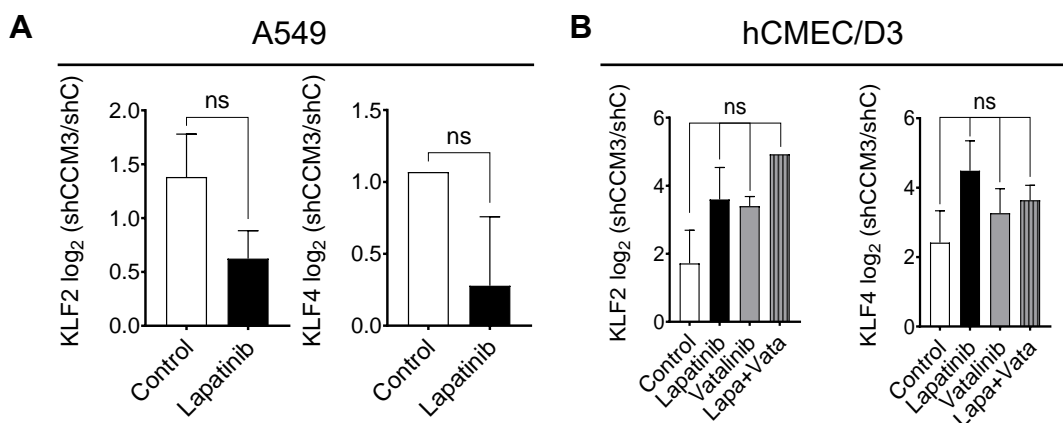 A
A549
KLF2 log2 (shCCM3/shC)
2.0
1.5
1.0
0.5
0.0
ns
Control
Lapatinib
KLF4 log2 (shCCM3/shC)
1.5
1.0
0.5
0.0
ns
Control
Lapatinib
B
hCMEC/D3
KLF2 log2 (shCCM3/shC)
6
4
2
0
ns
Control
Lapatinib
Vatalinib
Lapa+Vata
KLF4 log2 (shCCM3/shC)
6
4
2
0
ns
Control
Lapatinib
Vatalinib
Lapa+Vata